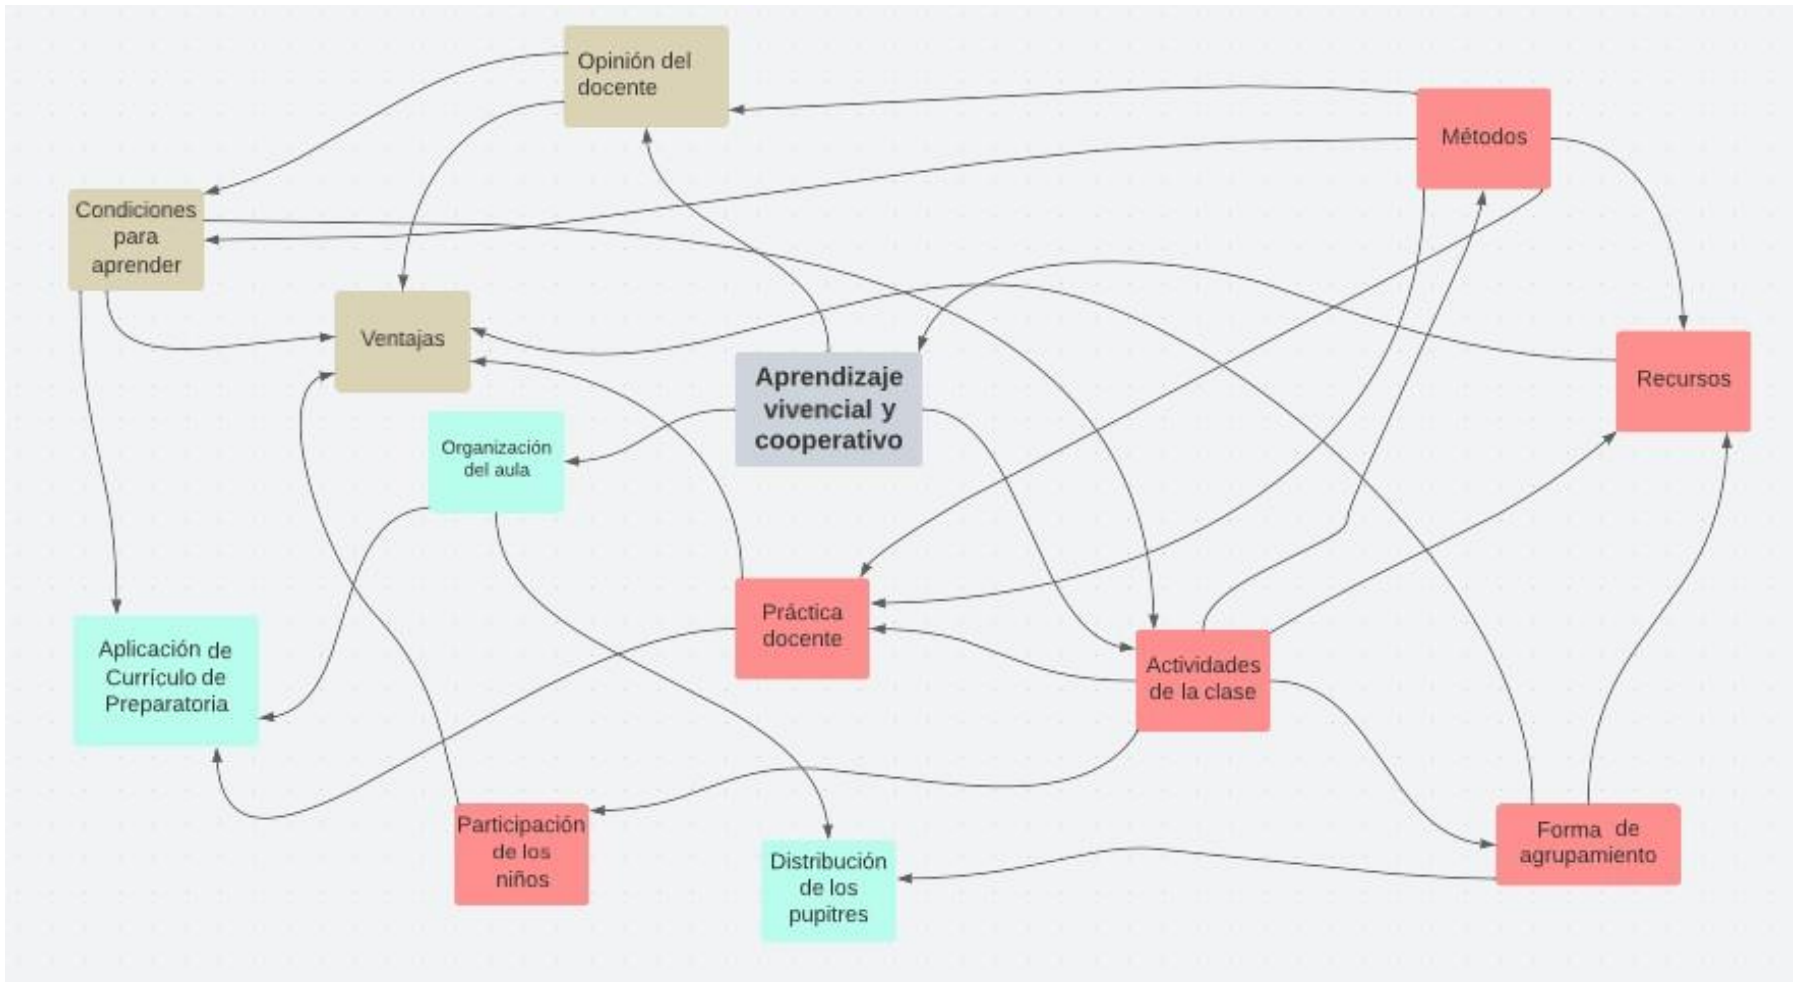 Opinión del
docente
Métodos
Condiciones
para
aprender
Ventajas
Aprendizaje
vivencial y
cooperativo
Recursos
Organización
del aula
Práctica
docente
Aplicación de
Currículo de
Preparatoria
Actividades
de la clase
Participación
de los
niños
Distribución
de los
pupitres
Forma de
agrupamiento